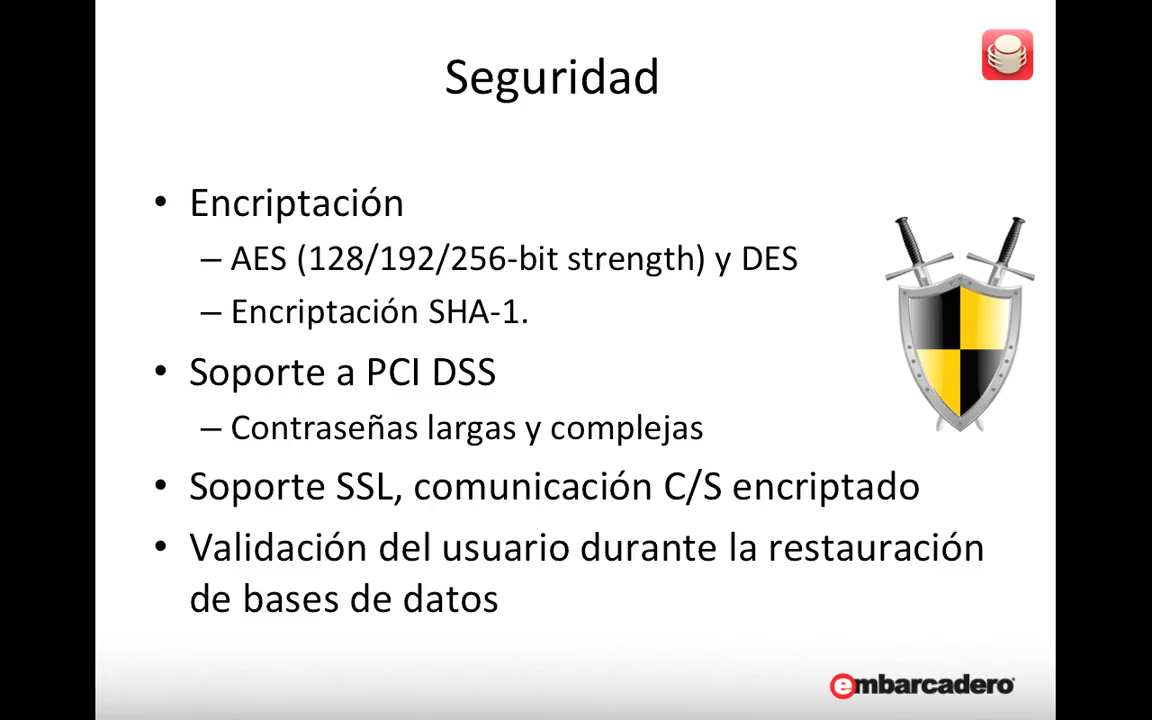 Seguridad
• Encriptación
– AES (128/192/256-bit strength) y DES
– Encriptación SHA-1.
• Soporte a PCI DSS
– Contraseñas largas y complejas
• Soporte SSL, comunicación C/S encriptado
• Validación del usuario durante la restauración
de bases de datos
embarcadero